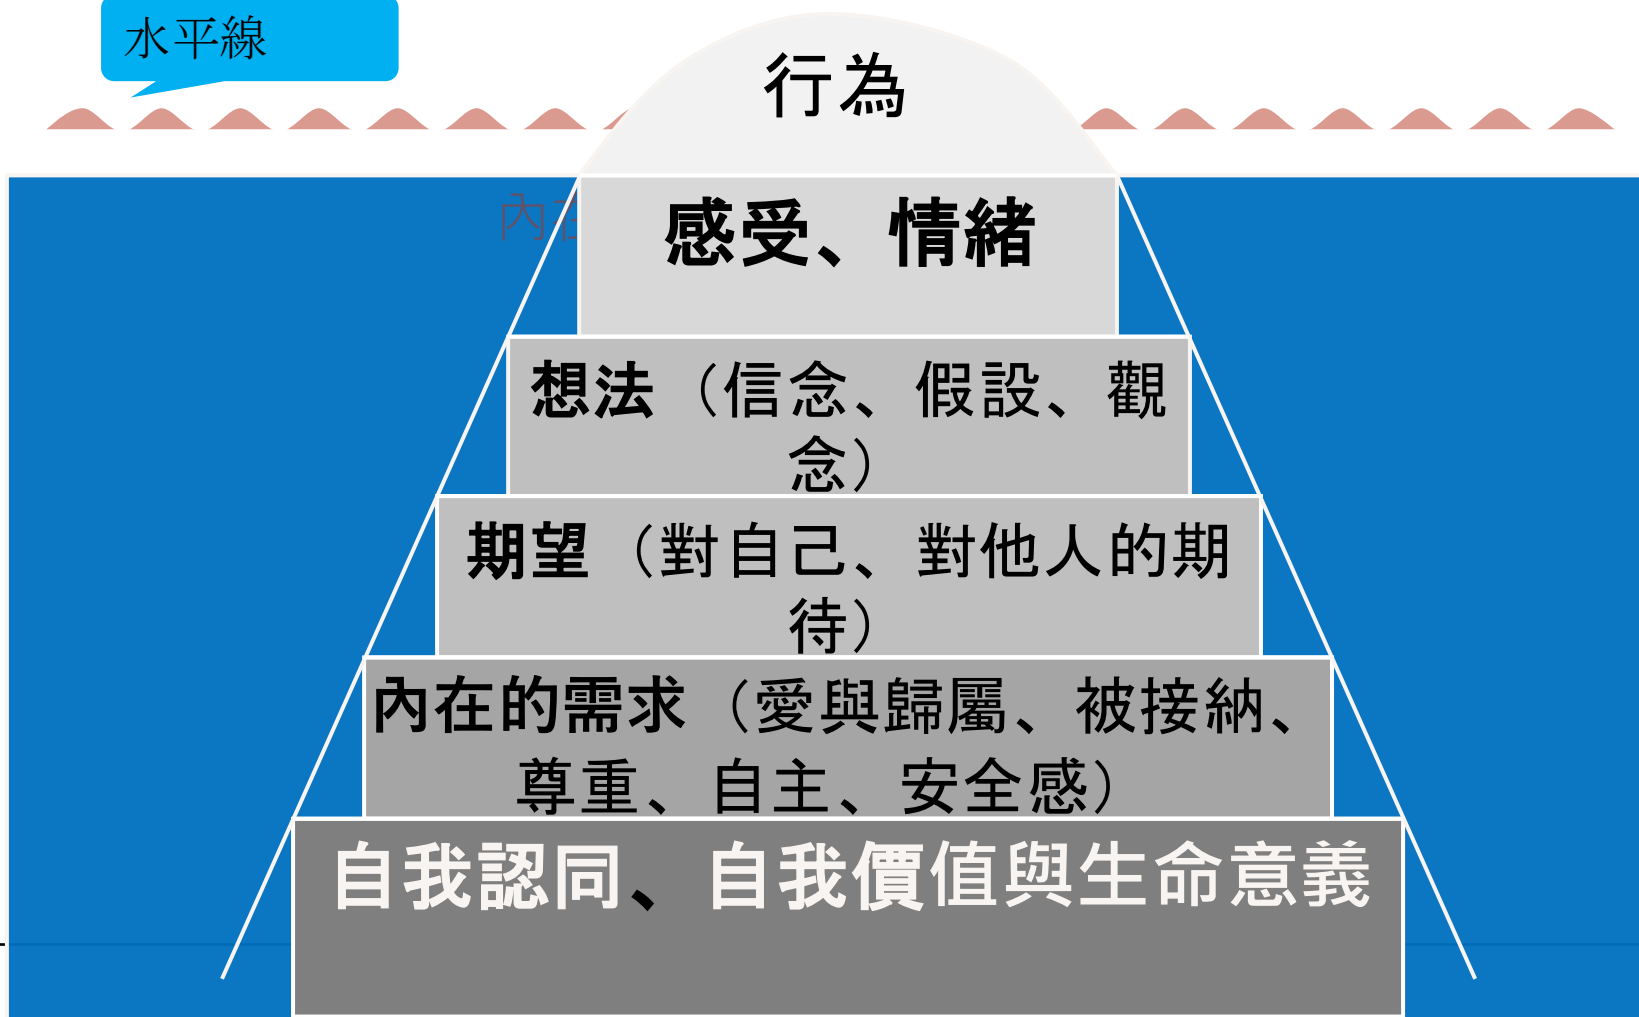 水平線
行為
內在
感受、情緒
想法（信念、假設、觀
念）
期望（對自己、對他人的期
待）
內在的需求（愛與歸屬、被接納、
尊重、自主、安全感）
自我認同、自我價值與生命意義